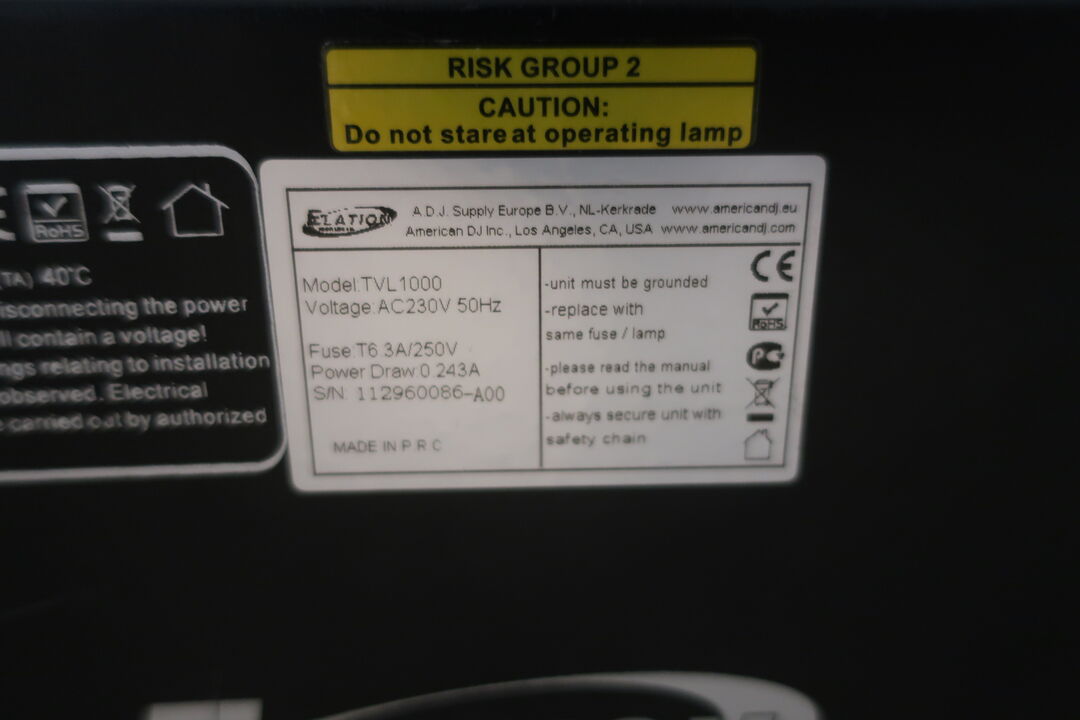 RISK GROUP 2
CAUTION:
Do not stare at operating lamp
RoHS
(TA) 40°C
disconnecting the power
contain a voltage!
relating to installation
observed. Electrical
carried out by authorized
ELATION
A.D.J. Supply Europe B.V., NL-Kerkrade www.americandj.eu
American DJ Inc., Los Angeles, CA, USA www.americandj.com
Model:TVL1000
Voltage:AC230V 50Hz
Fuse:T6.3A/250V
Power Draw:0.243A
S/N: 112960086-A00
MADE IN P.R.C
-unit must be grounded
-replace with
same fuse / lamp
-please read the manual
before using the unit
-always secure unit with
safety chain
CE
RoHS
PC